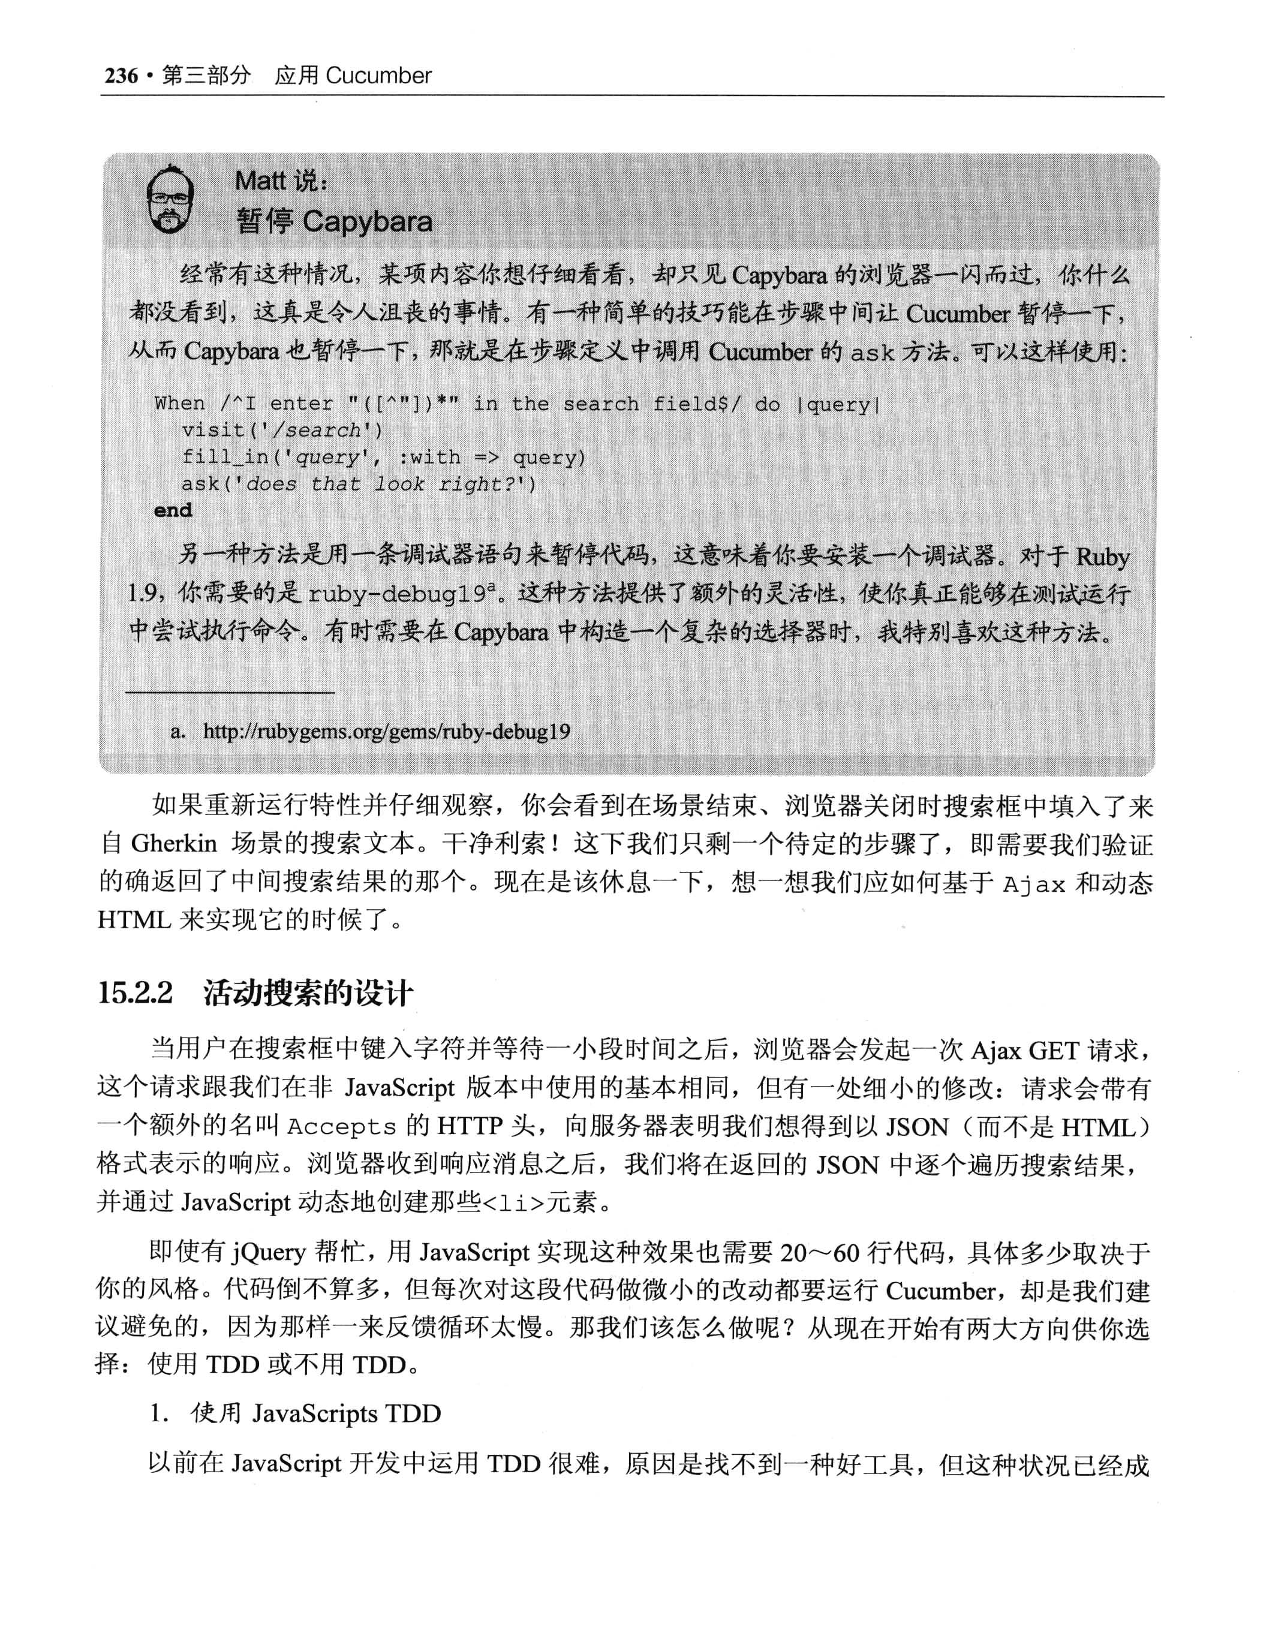 236 · 第三部分 应用 Cucumber
Matt 说：
暂停 Capybara
经常有这种情况，某项内容你想仔细看看，却只见 Capybara 的浏览器一闪而过，你什么
都没看到，这真是令人沮丧的事情。有一种简单的技巧能在步骤中间让 Cucumber 暂停一下，
从而 Capybara 也暂停一下，那就是在步骤定义中调用 Cucumber 的 ask 方法。可以这样使用：
When /^I enter "([^"])*" in the search field$/ do |query|
visit('/search')
fill_in('query', :with => query)
ask('does that look right?')
end
另一种方法是用一条调试器语句来暂停代码，这意味着你要安装一个调试器。对于 Ruby
1.9，你需要的是 ruby-debug19a。这种方法提供了额外的灵活性，使你真正能够在测试运行
中尝试执行命令。有时需要在 Capybara 中构造一个复杂的选择器时，我特别喜欢这种方法。
a. http://rubygems.org/gems/ruby-debug19
如果重新运行特性并仔细观察，你会看到在场景结束、浏览器关闭时搜索框中填入了来
自 Gherkin 场景的搜索文本。干净利索！这下我们只剩一个待定的步骤了，即需要我们验证
的确返回了中间搜索结果的那个。现在是该休息一下，想一想我们应如何基于 Ajax 和动态
HTML 来实现它的时候了。
15.2.2 活动搜索的设计
当用户在搜索框中键入字符并等待一小段时间之后，浏览器会发起一次 Ajax GET 请求，
这个请求跟我们在非 JavaScript 版本中使用的基本相同，但有一处细小的修改：请求会带有
一个额外的名叫 Accepts 的 HTTP 头，向服务器表明我们想得到以 JSON（而不是 HTML）
格式表示的响应。浏览器收到响应消息之后，我们将在返回的 JSON 中逐个遍历搜索结果，
并通过 JavaScript 动态地创建那些<li>元素。
即使有 jQuery 帮忙，用 JavaScript 实现这种效果也需要 20～60 行代码，具体多少取决于
你的风格。代码倒不算多，但每次对这段代码做微小的改动都要运行 Cucumber，却是我们建
议避免的，因为那样一来反馈循环太慢。那我们该怎么做呢？从现在开始有两大方向供你选
择：使用 TDD 或不用 TDD。
1. 使用 JavaScripts TDD
以前在 JavaScript 开发中运用 TDD 很难，原因是找不到一种好工具，但这种状况已经成